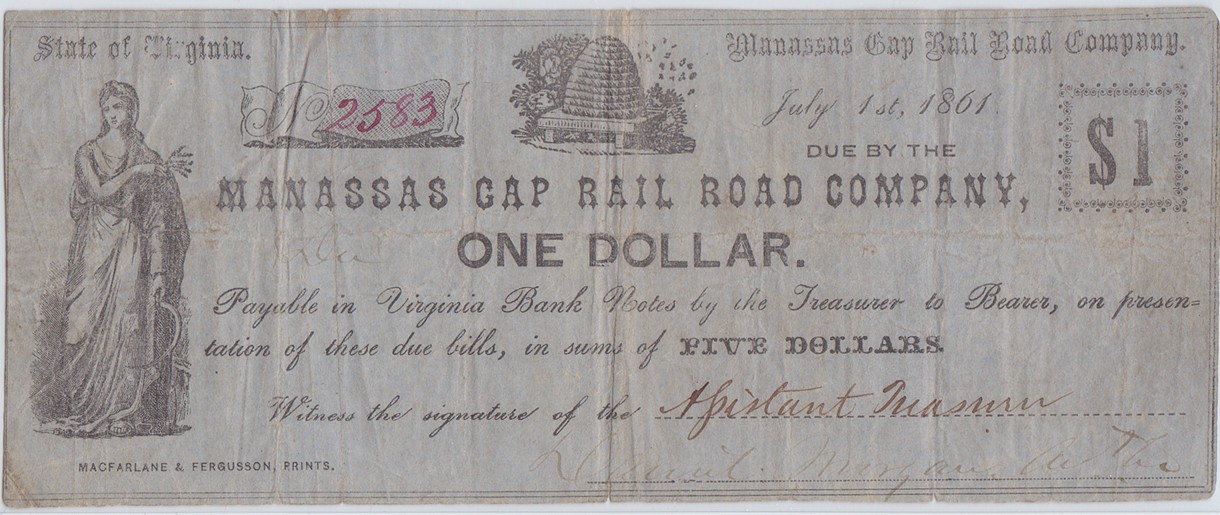 State of Virginia.
Manassas Gap Rail Road Company.
No 2583
July 1st, 1861.
$1
DUE BY THE
MANASSAS GAP RAIL ROAD COMPANY,
ONE DOLLAR.
Payable in Virginia Bank Notes by the Treasurer to Bearer, on presen=
tation of these due bills, in sums of FIVE DOLLARS
Witness the signature of the Assistant Treasurer
MACFARLANE & FERGUSSON, PRINTS.